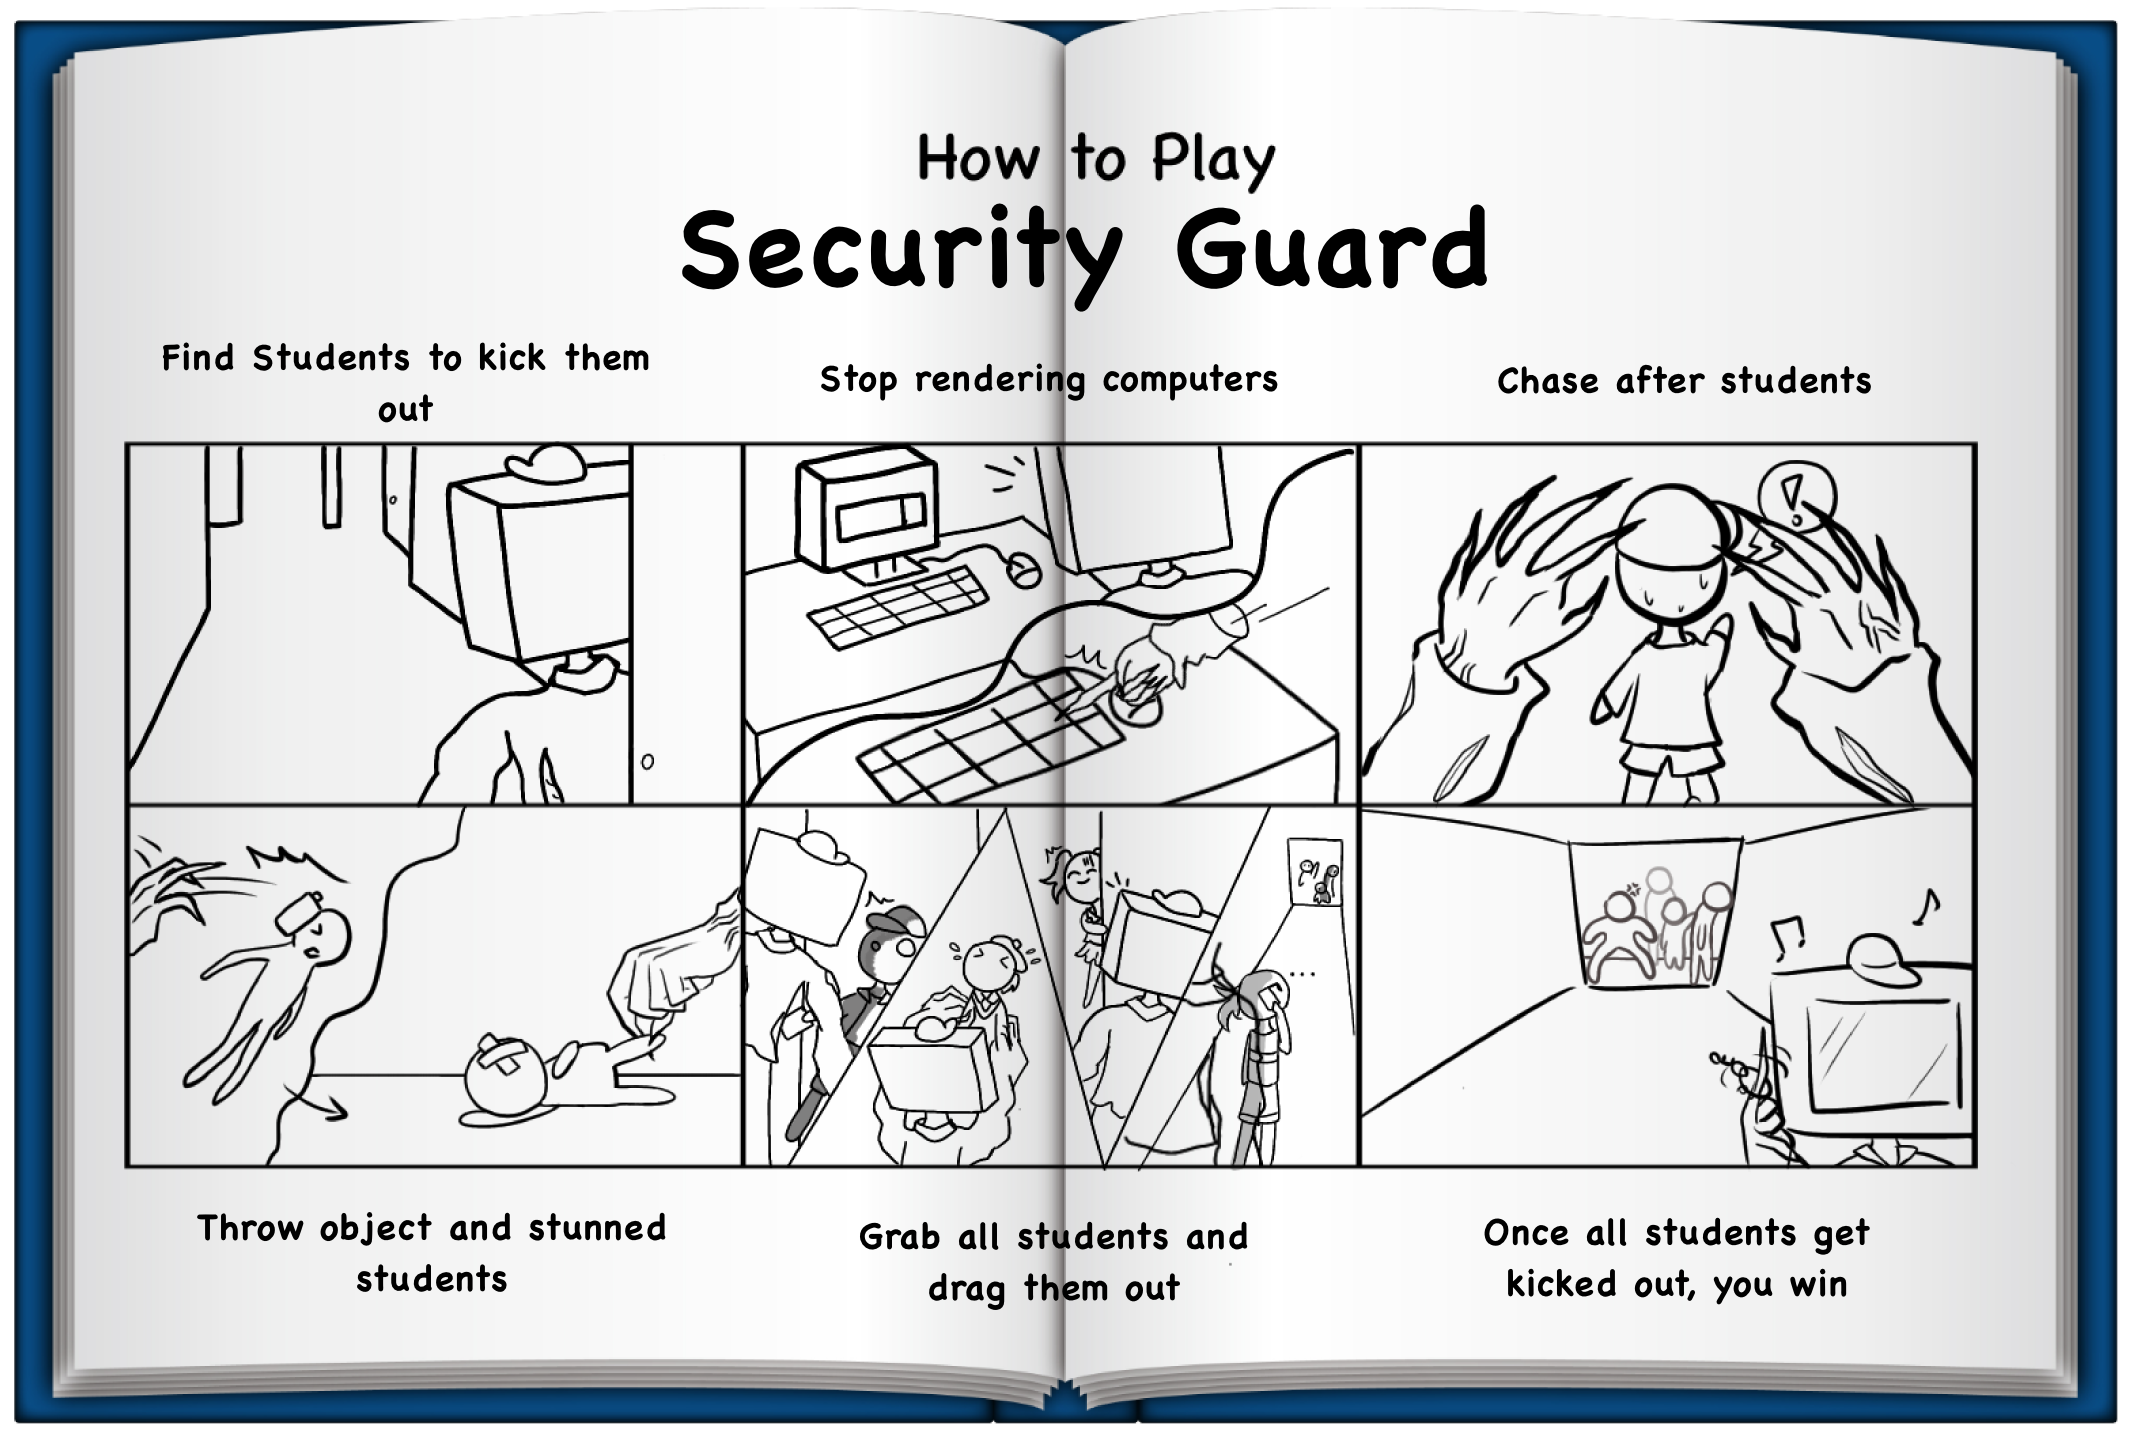 How to Play
Security Guard
Find Students to kick them
out
Stop rendering computers
Chase after students
!
...
Throw object and stunned
students
Grab all students and
drag them out
Once all students get
kicked out, you win